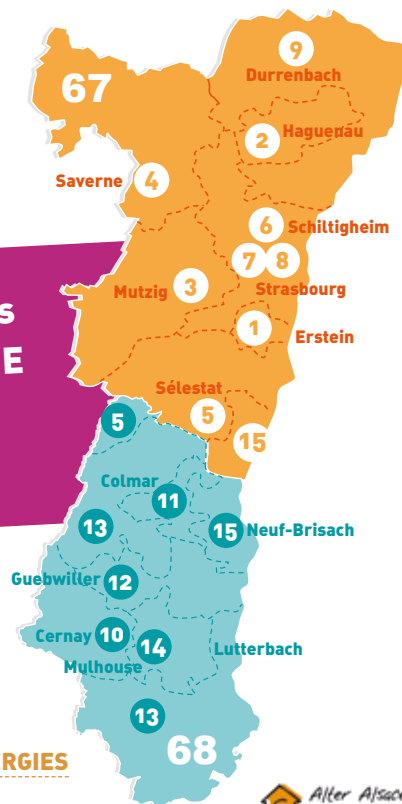 9
67
Durrenbach
2
Haguenau
Saverne
4
6
Schiltigheim
7
8
Mutzig
3
Strasbourg
s
1
E
Erstein
Sélestat
5
5
15
Colmar
11
13
15
Neuf-Brisach
Guebwiller
12
Cernay
10
14
Lutterbach
Mulhouse
13
68
ERGIES
Alter Alsace